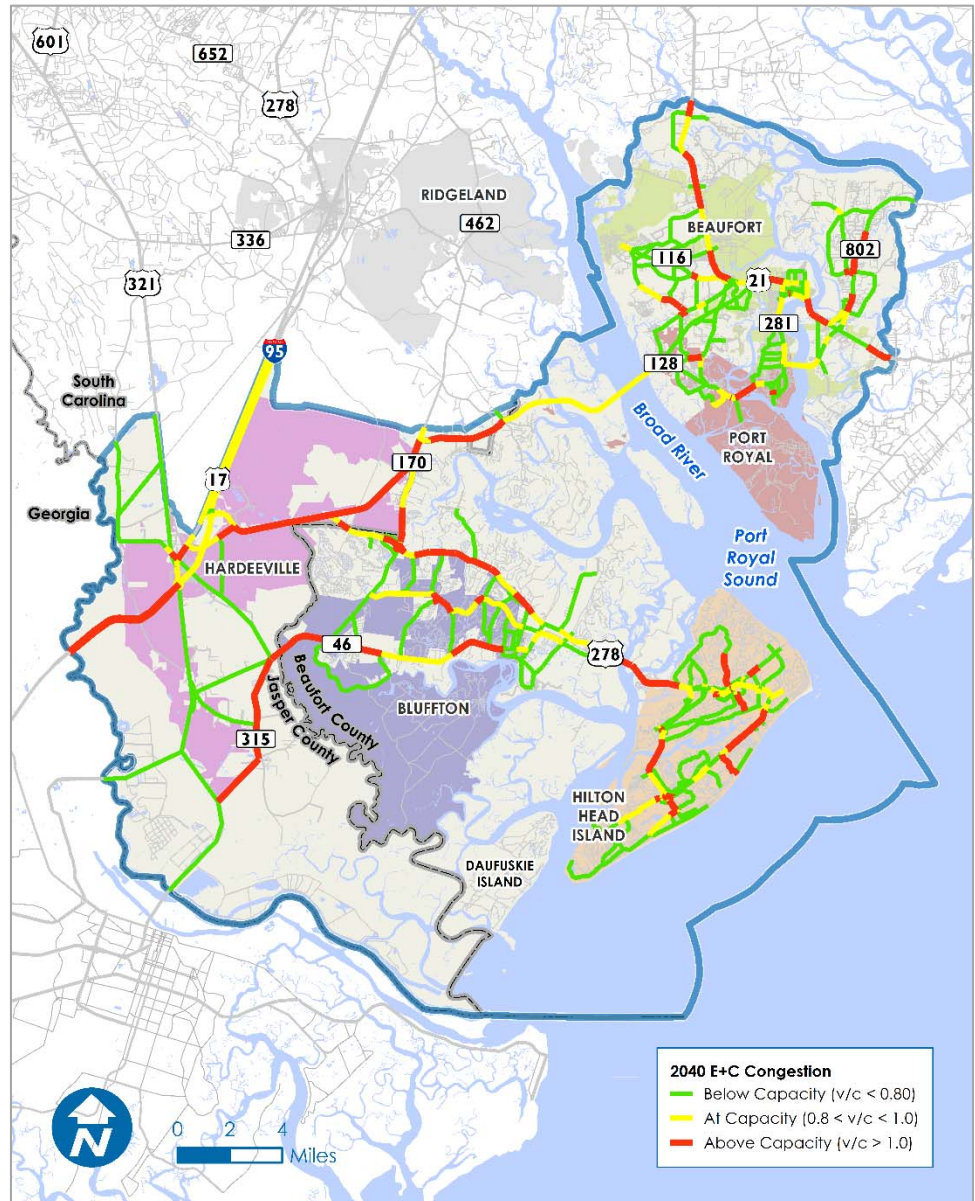 601
652
278
RIDGELAND
462
336
321
BEAUFORT
116
802
21
281
95
South
Carolina
128
Broad River
PORT
ROYAL
170
17
Georgia
HARDEEVILLE
Port
Royal
Sound
46
278
BLUFFTON
Beaufort County
Jasper County
315
HILTON
HEAD
ISLAND
DAUFUSKIE
ISLAND
N
0 2 4
Miles
2040 E+C Congestion
Below Capacity (v/c < 0.80)
At Capacity (0.8 < v/c < 1.0)
Above Capacity (v/c > 1.0)